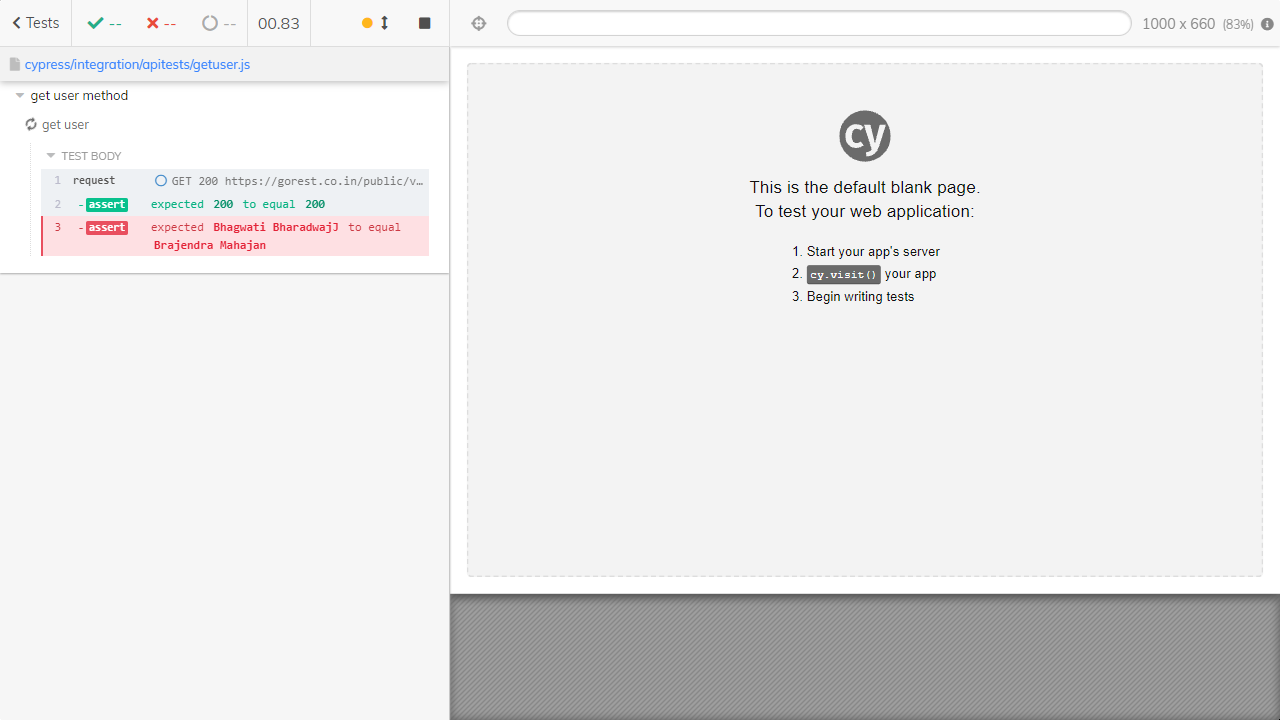 Tests -- -- -- 00.83 1000 x 660 (83%)
cypress/integration/apitests/getuser.js
get user method
get user
TEST BODY
1 request GET 200 https://gorest.co.in/public/v…
2 -assert expected 200 to equal 200
3 -assert expected Bhagwati BharadwajJ to equal
Brajendra Mahajan
cy
This is the default blank page.
To test your web application:
1. Start your app's server
2. cy.visit() your app
3. Begin writing tests